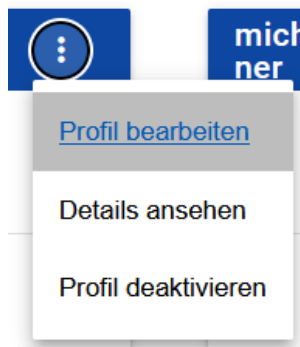 mich
ner
Profil bearbeiten
Details ansehen
Profil deaktivieren